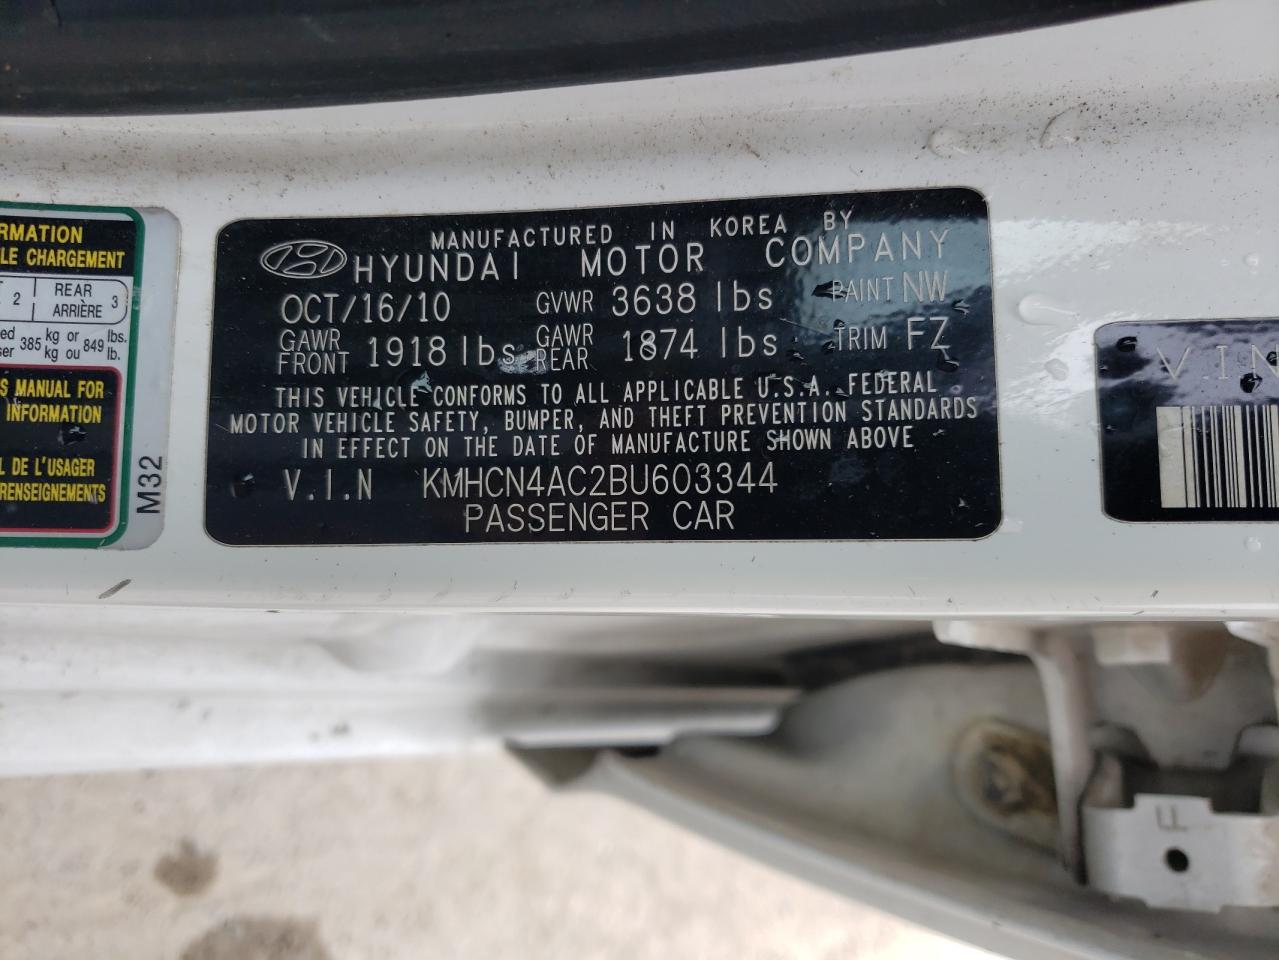 RMATION
LE CHARGEMENT
2 REAR 3
ARRIÈRE
385 kg or 849 lbs.
kg ou lb.
S MANUAL FOR
INFORMATION
L DE L'USAGER
RENSEIGNEMENTS
M32
MANUFACTURED IN KOREA BY
HYUNDAI MOTOR COMPANY
OCT/16/10 GVWR 3638 lbs PAINT NW
GAWR FRONT 1918 lbs GAWR REAR 1874 lbs TRIM FZ
THIS VEHICLE CONFORMS TO ALL APPLICABLE U.S.A. FEDERAL
MOTOR VEHICLE SAFETY, BUMPER, AND THEFT PREVENTION STANDARDS
IN EFFECT ON THE DATE OF MANUFACTURE SHOWN ABOVE
V.I.N KMHCN4AC2BU603344
PASSENGER CAR
V.I.N
F